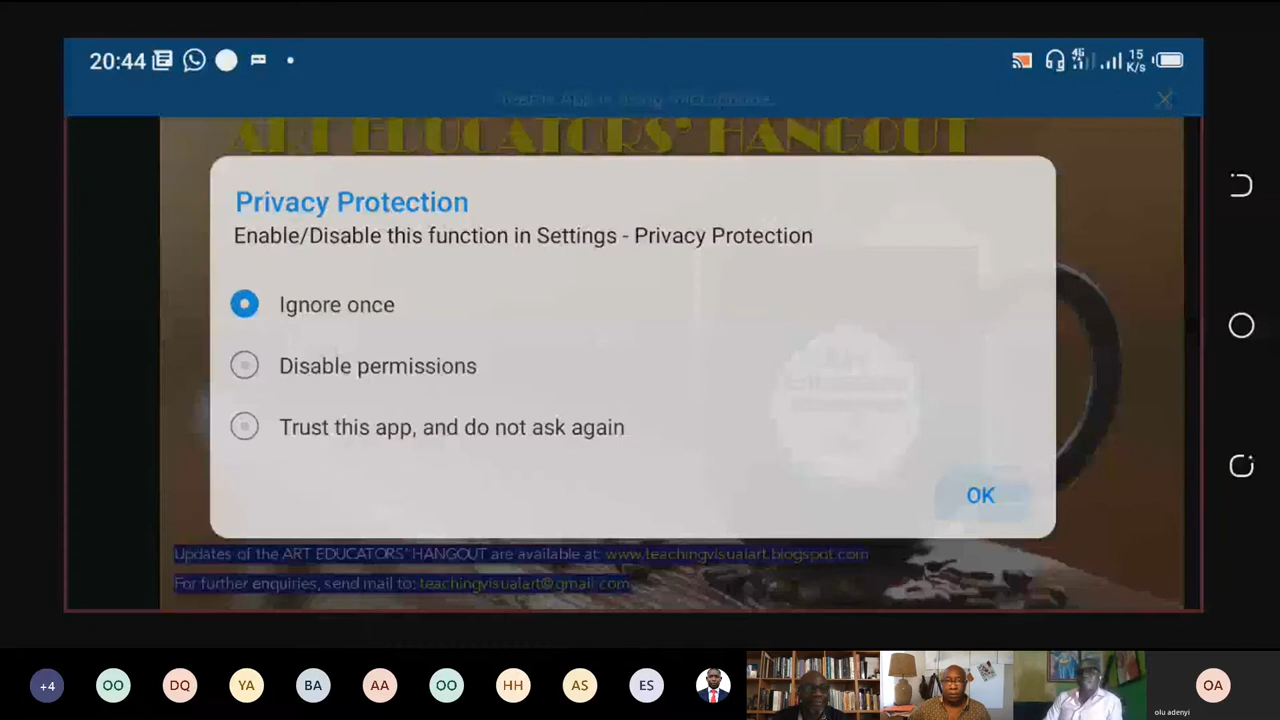 20:44
4G
15
K/s
ART EDUCATORS' HANGOUT
Privacy Protection
Enable/Disable this function in Settings - Privacy Protection
Ignore once
Disable permissions
Trust this app, and do not ask again
OK
Updates of the ART EDUCATORS' HANGOUT are available at: www.teachingvisualart.blogspot.com
For further enquiries, send mail to: teachingvisualart@gmail.com
+4
OO
DQ
YA
BA
AA
OO
HH
AS
ES
OA
olu adenyi